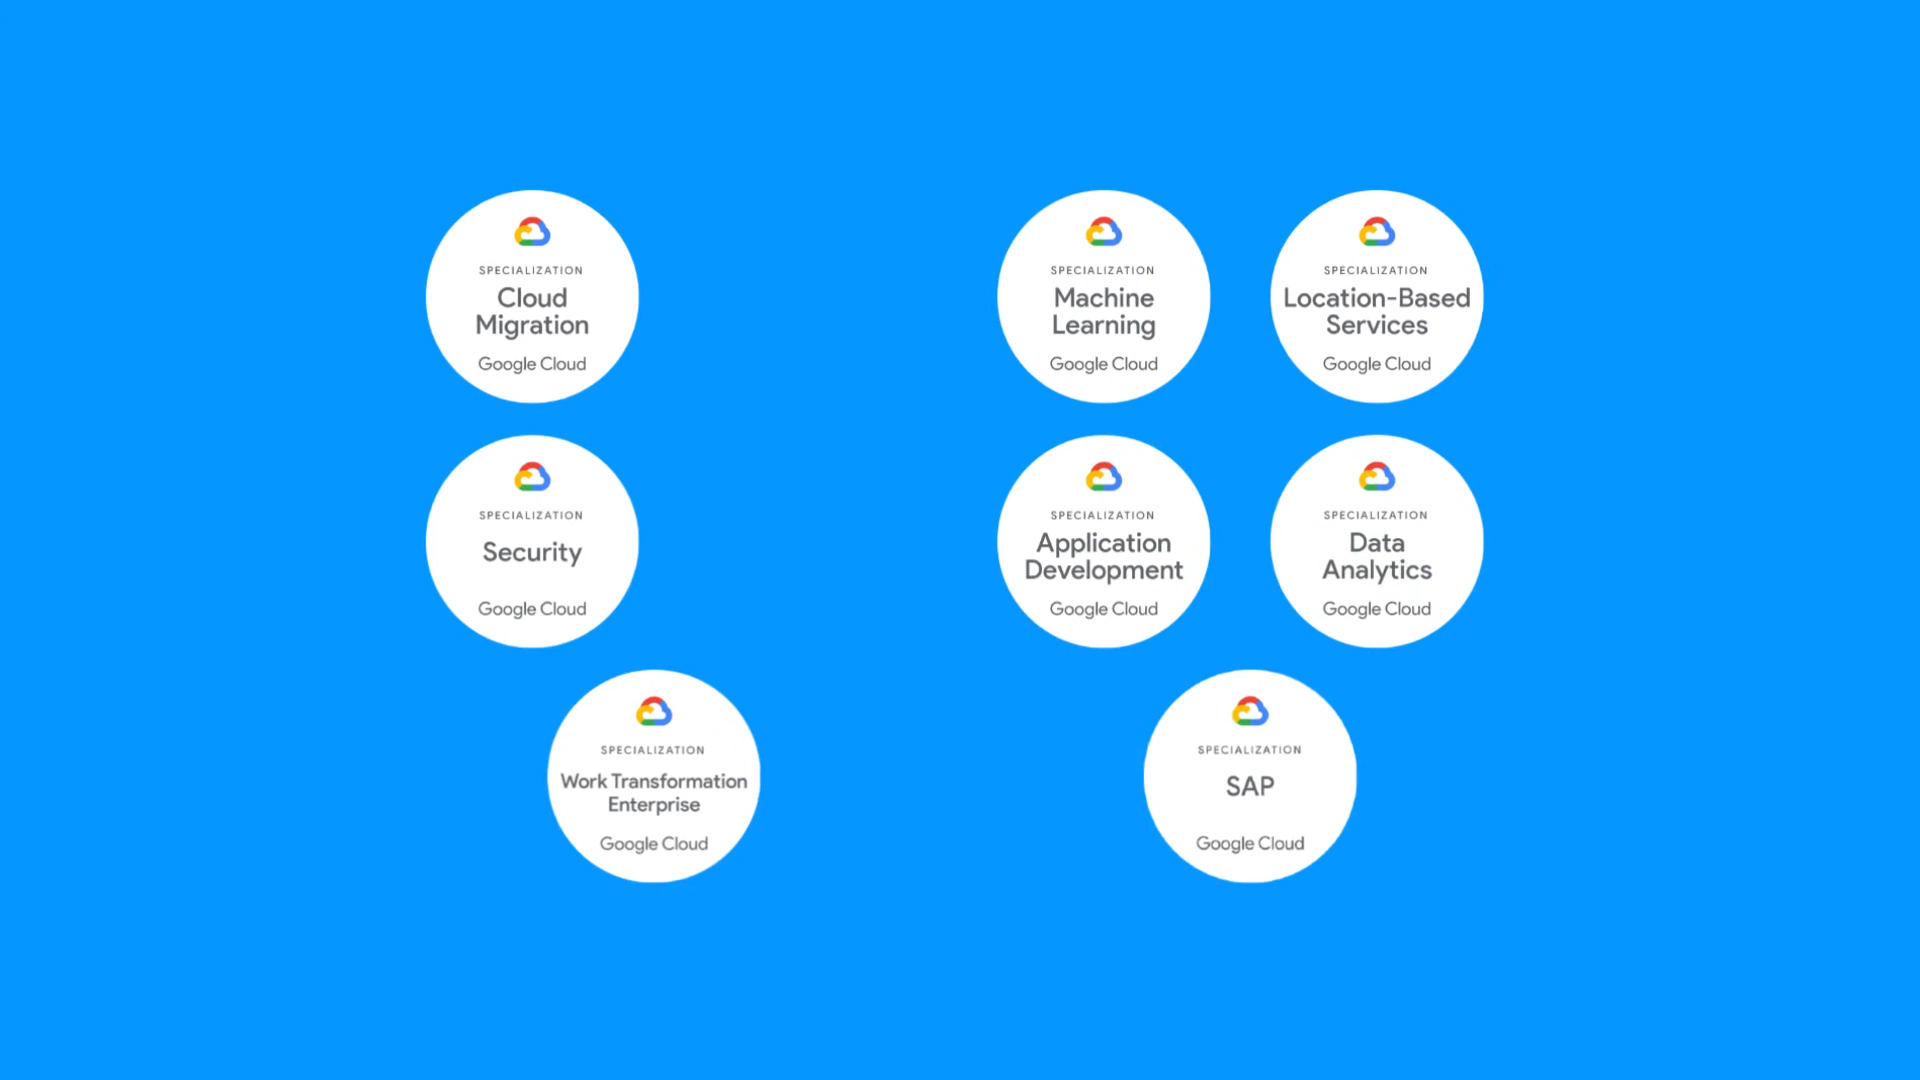 SPECIALIZATION
Cloud
Migration
Google Cloud
SPECIALIZATION
Machine
Learning
Google Cloud
SPECIALIZATION
Location-Based
Services
Google Cloud
SPECIALIZATION
Security
Google Cloud
SPECIALIZATION
Application
Development
Google Cloud
SPECIALIZATION
Data
Analytics
Google Cloud
SPECIALIZATION
Work Transformation
Enterprise
Google Cloud
SPECIALIZATION
SAP
Google Cloud